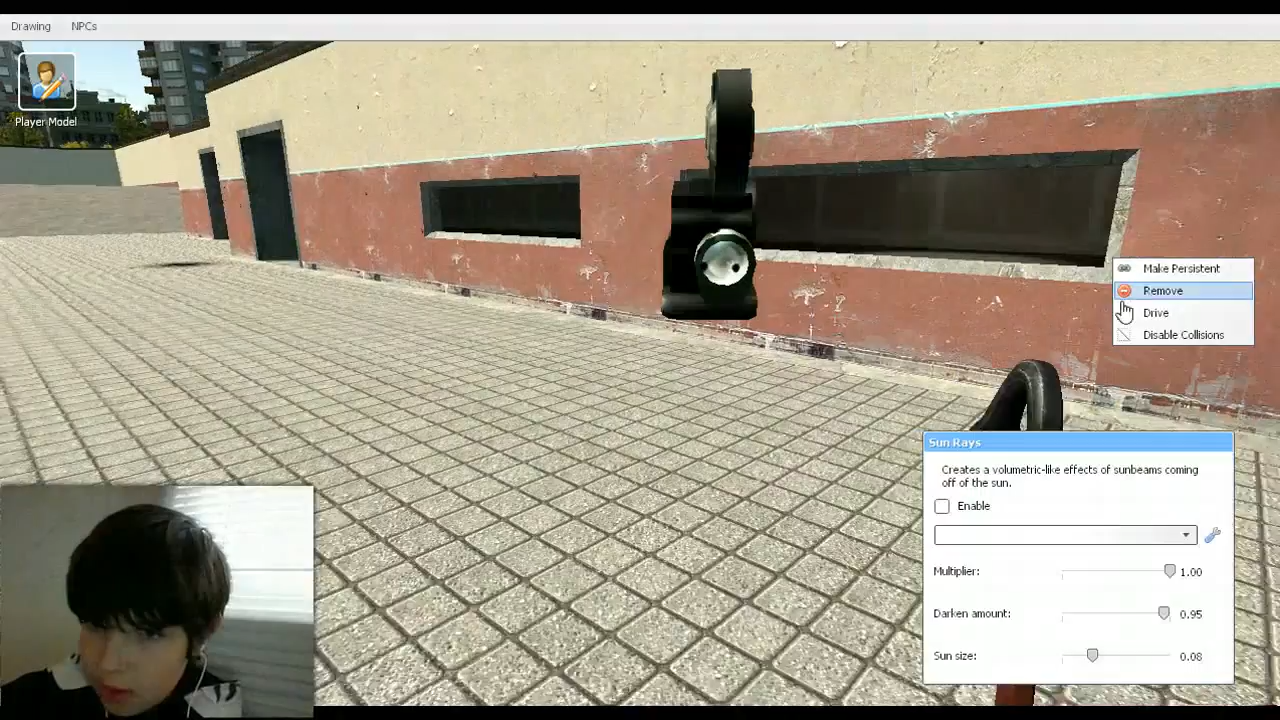 Drawing NPCs
Player Model
Make Persistent
Remove
Drive
Disable Collisions
Sun Rays
Creates a volumetric-like effects of sunbeams coming
off of the sun.
Enable
Multiplier: 1.00
Darken amount: 0.95
Sun size: 0.08